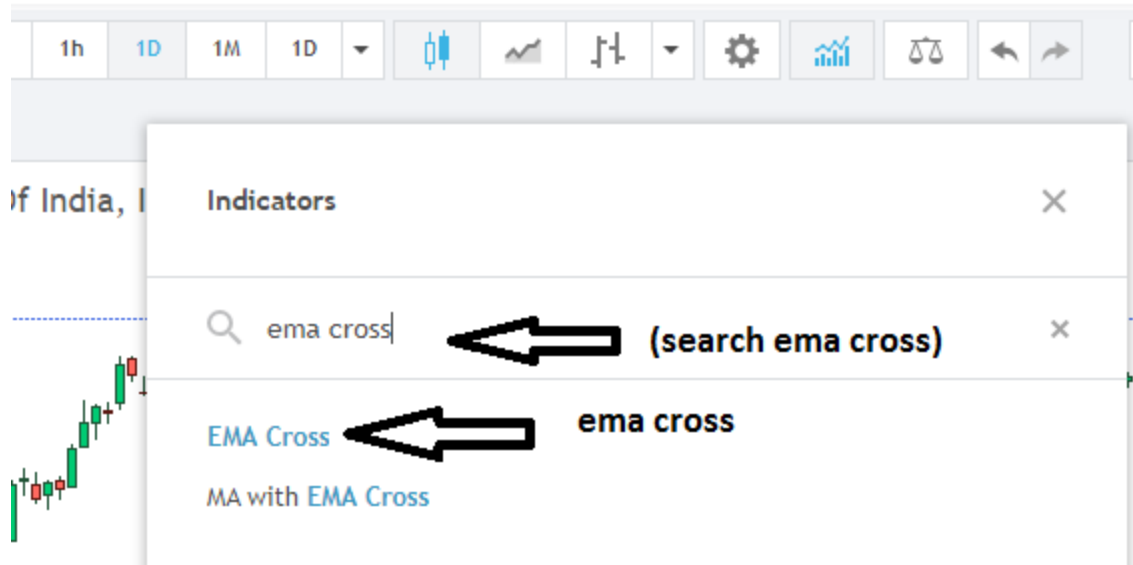 1h 1D 1M 1D
Of India, I
Indicators
ema cross
(search ema cross)
EMA Cross
ema cross
MA with EMA Cross